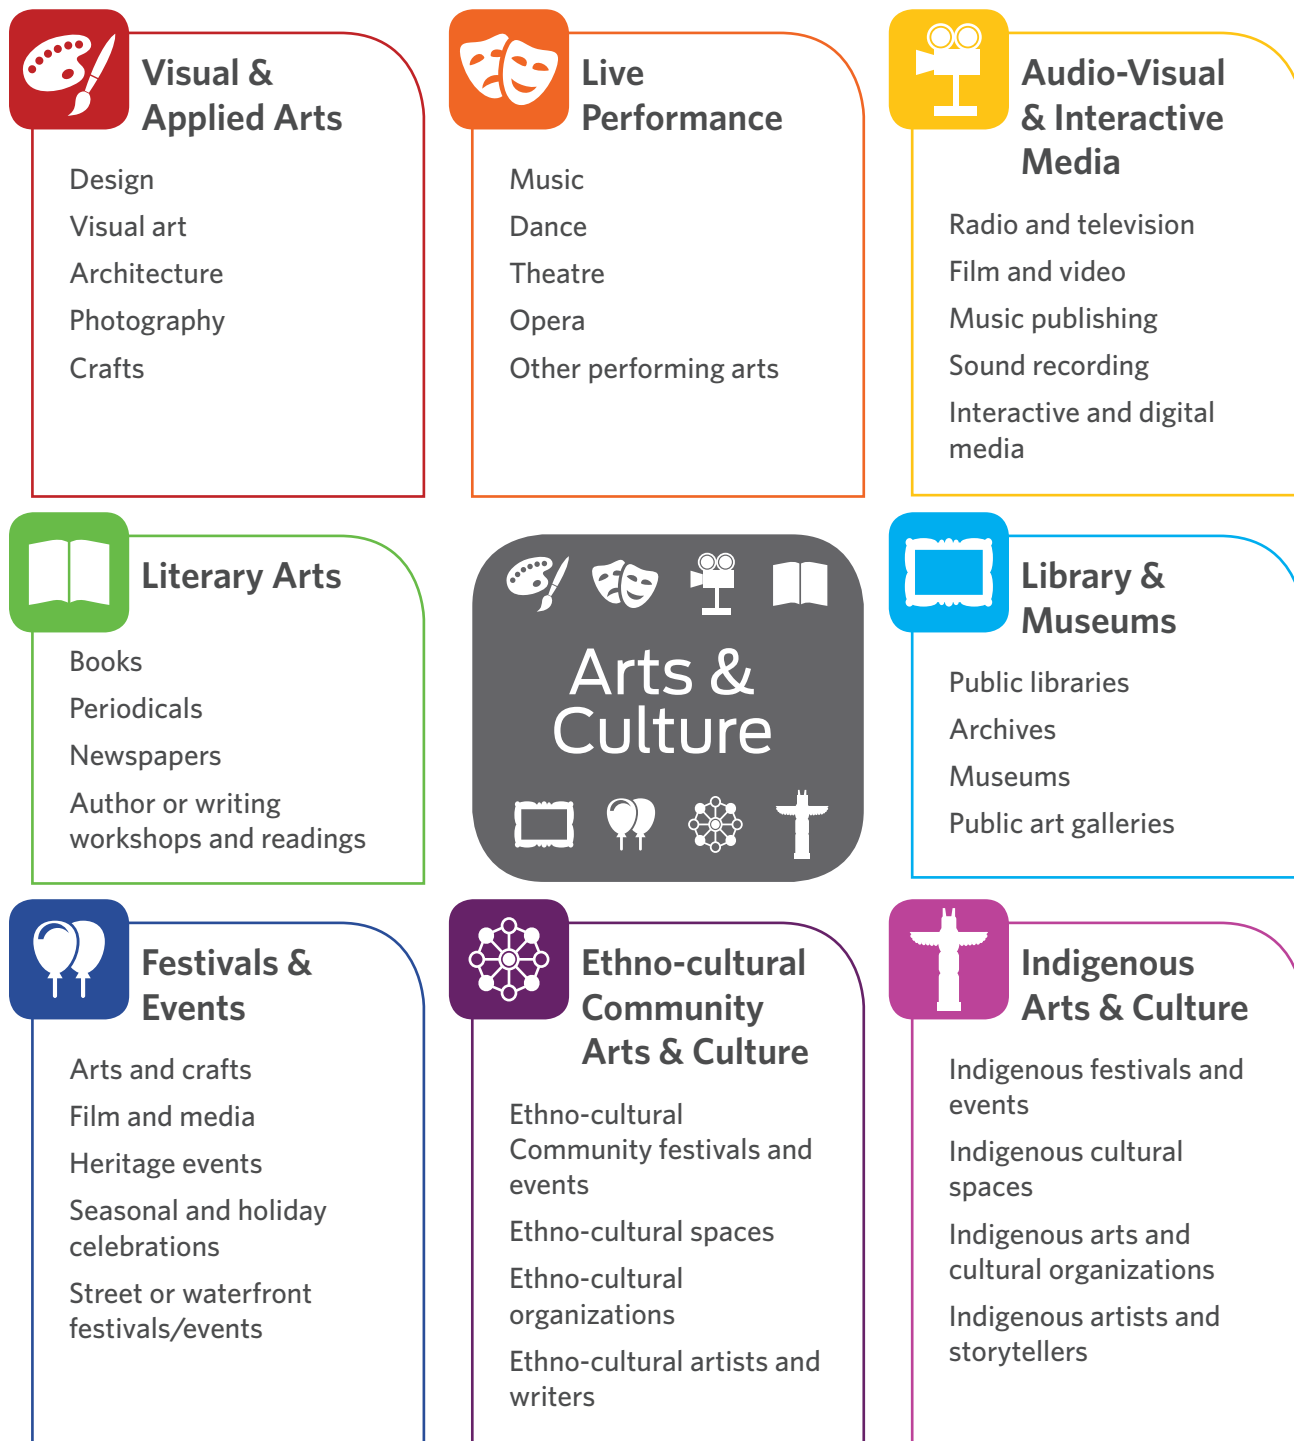 Visual &
Applied Arts
Design
Visual art
Architecture
Photography
Crafts
Live
Performance
Music
Dance
Theatre
Opera
Other performing arts
Audio-Visual
& Interactive
Media
Radio and television
Film and video
Music publishing
Sound recording
Interactive and digital
media
Literary Arts
Books
Periodicals
Newspapers
Author or writing
workshops and readings
Arts &
Culture
Library &
Museums
Public libraries
Archives
Museums
Public art galleries
Festivals &
Events
Arts and crafts
Film and media
Heritage events
Seasonal and holiday
celebrations
Street or waterfront
festivals/events
Ethno-cultural
Community
Arts & Culture
Ethno-cultural
Community festivals and
events
Ethno-cultural spaces
Ethno-cultural
organizations
Ethno-cultural artists and
writers
Indigenous
Arts & Culture
Indigenous festivals and
events
Indigenous cultural
spaces
Indigenous arts and
cultural organizations
Indigenous artists and
storytellers